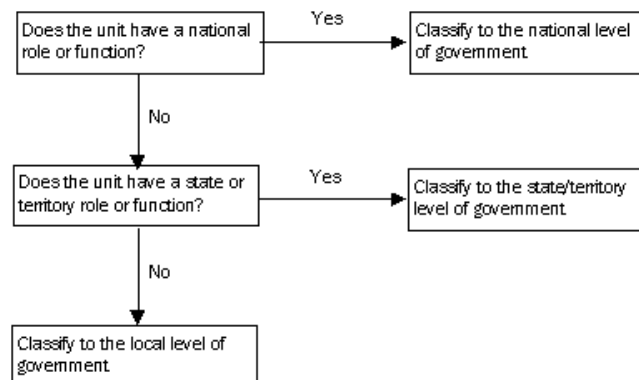 Does the unit have a national
role or function?
Yes
Classify to the national level
of government.
No
Does the unit have a state or
territory role or function?
Yes
Classify to the state/territory
level of government.
No
Classify to the local level of
government.